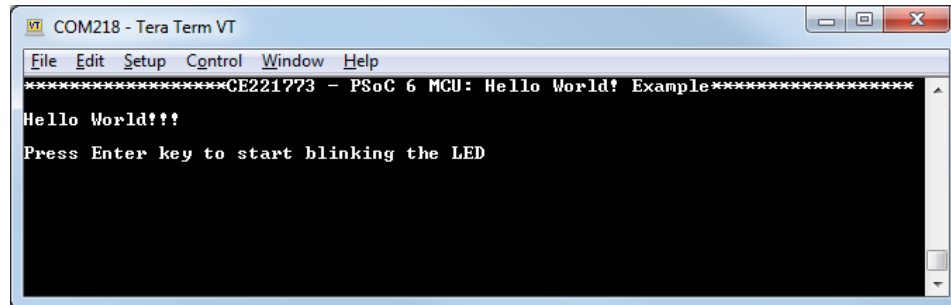 VT COM218 - Tera Term VT
File Edit Setup Control Window Help
******************CE221773 - PSoC 6 MCU: Hello World! Example******************
Hello World!!!
Press Enter key to start blinking the LED